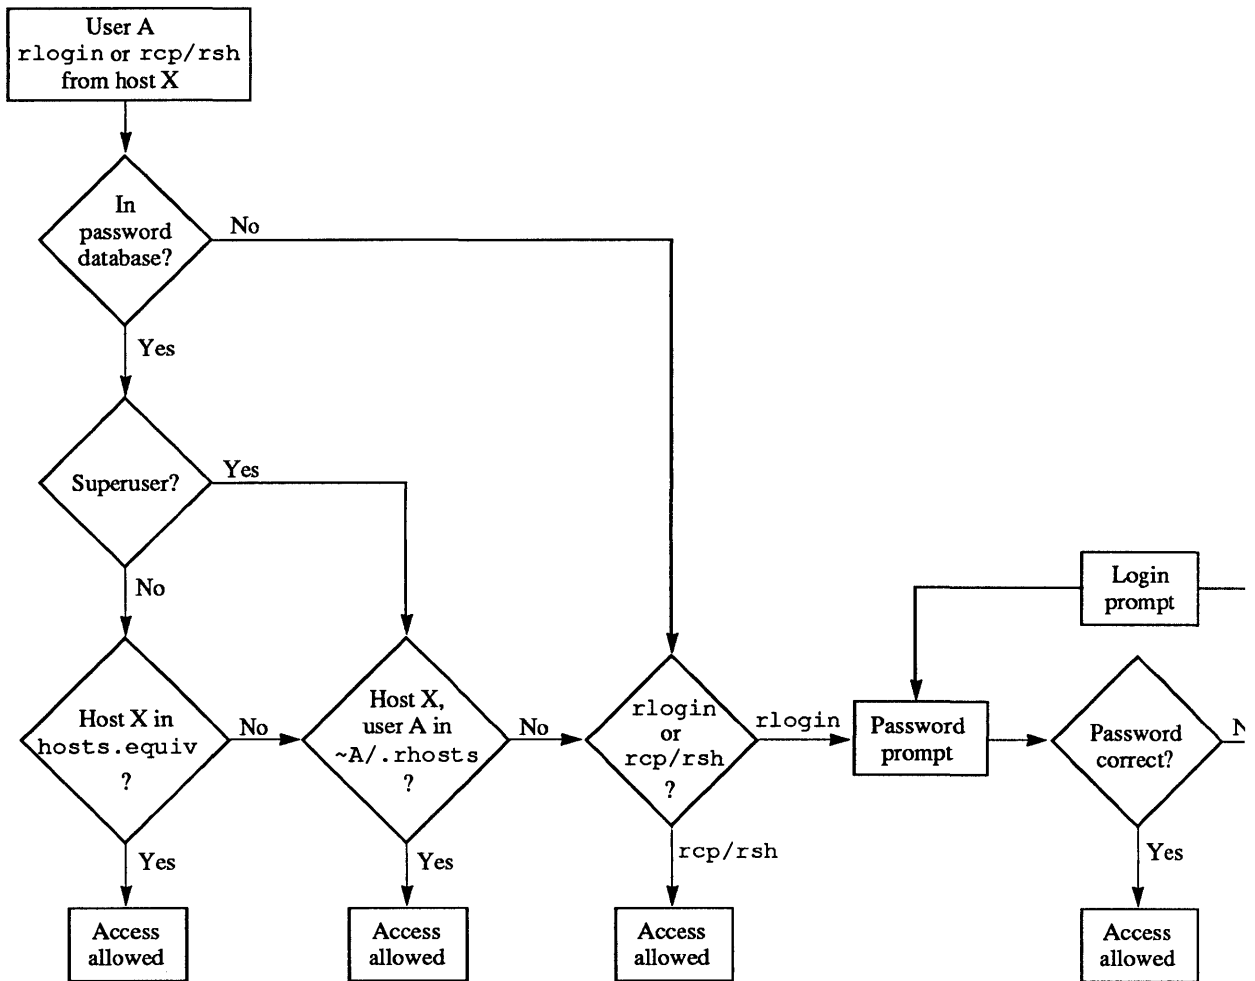 User A
rlogin or rcp/rsh
from host X
In
password
database?
No
Yes
Superuser?
Yes
No
Login
prompt
Host X in
hosts.equiv
?
No
Host X,
user A in
~A/.rhosts
?
No
rlogin
or
rcp/rsh
?
rlogin
Password
prompt
Password
correct?
N
Yes
Yes
rcp/rsh
Yes
Access
allowed
Access
allowed
Access
allowed
Access
allowed